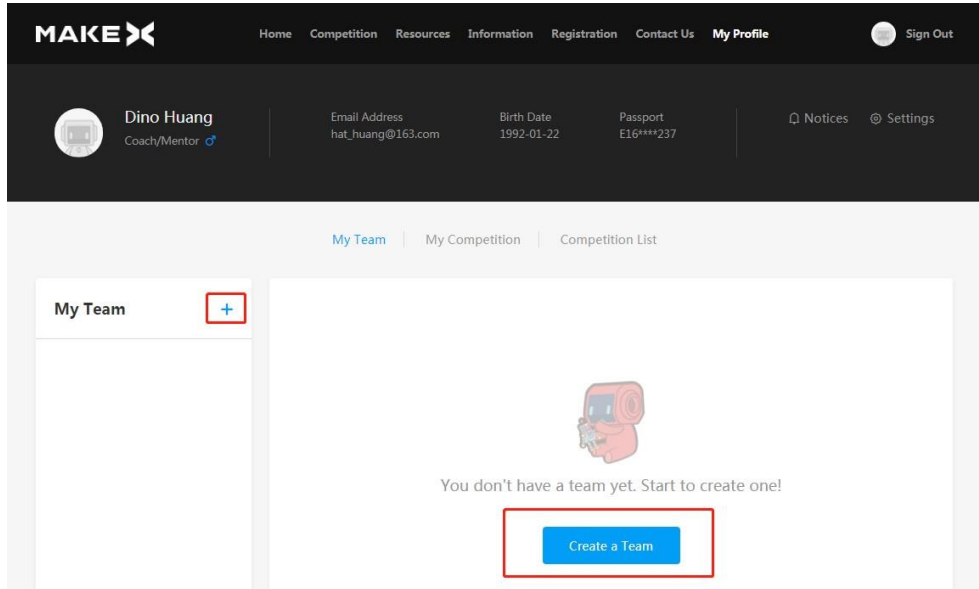 MAKEX Home Competition Resources Information Registration Contact Us My Profile Sign Out
Dino Huang
Coach/Mentor
Email Address
hat_huang@163.com
Birth Date
1992-01-22
Passport
E16****237
Notices Settings
My Team My Competition Competition List
My Team +
You don't have a team yet. Start to create one!
Create a Team